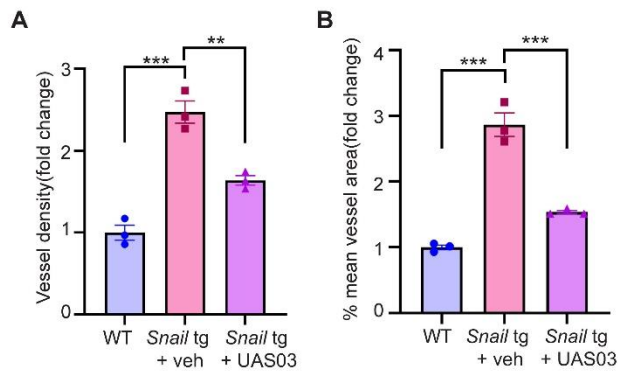 A
Vessel density(fold change)
3
2
1
0
***
**
WT
Snail tg
+ veh
Snail tg
+ UAS03
B
% mean vessel area(fold change)
4
3
2
1
0
***
***
WT
Snail tg
+ veh
Snail tg
+ UAS03